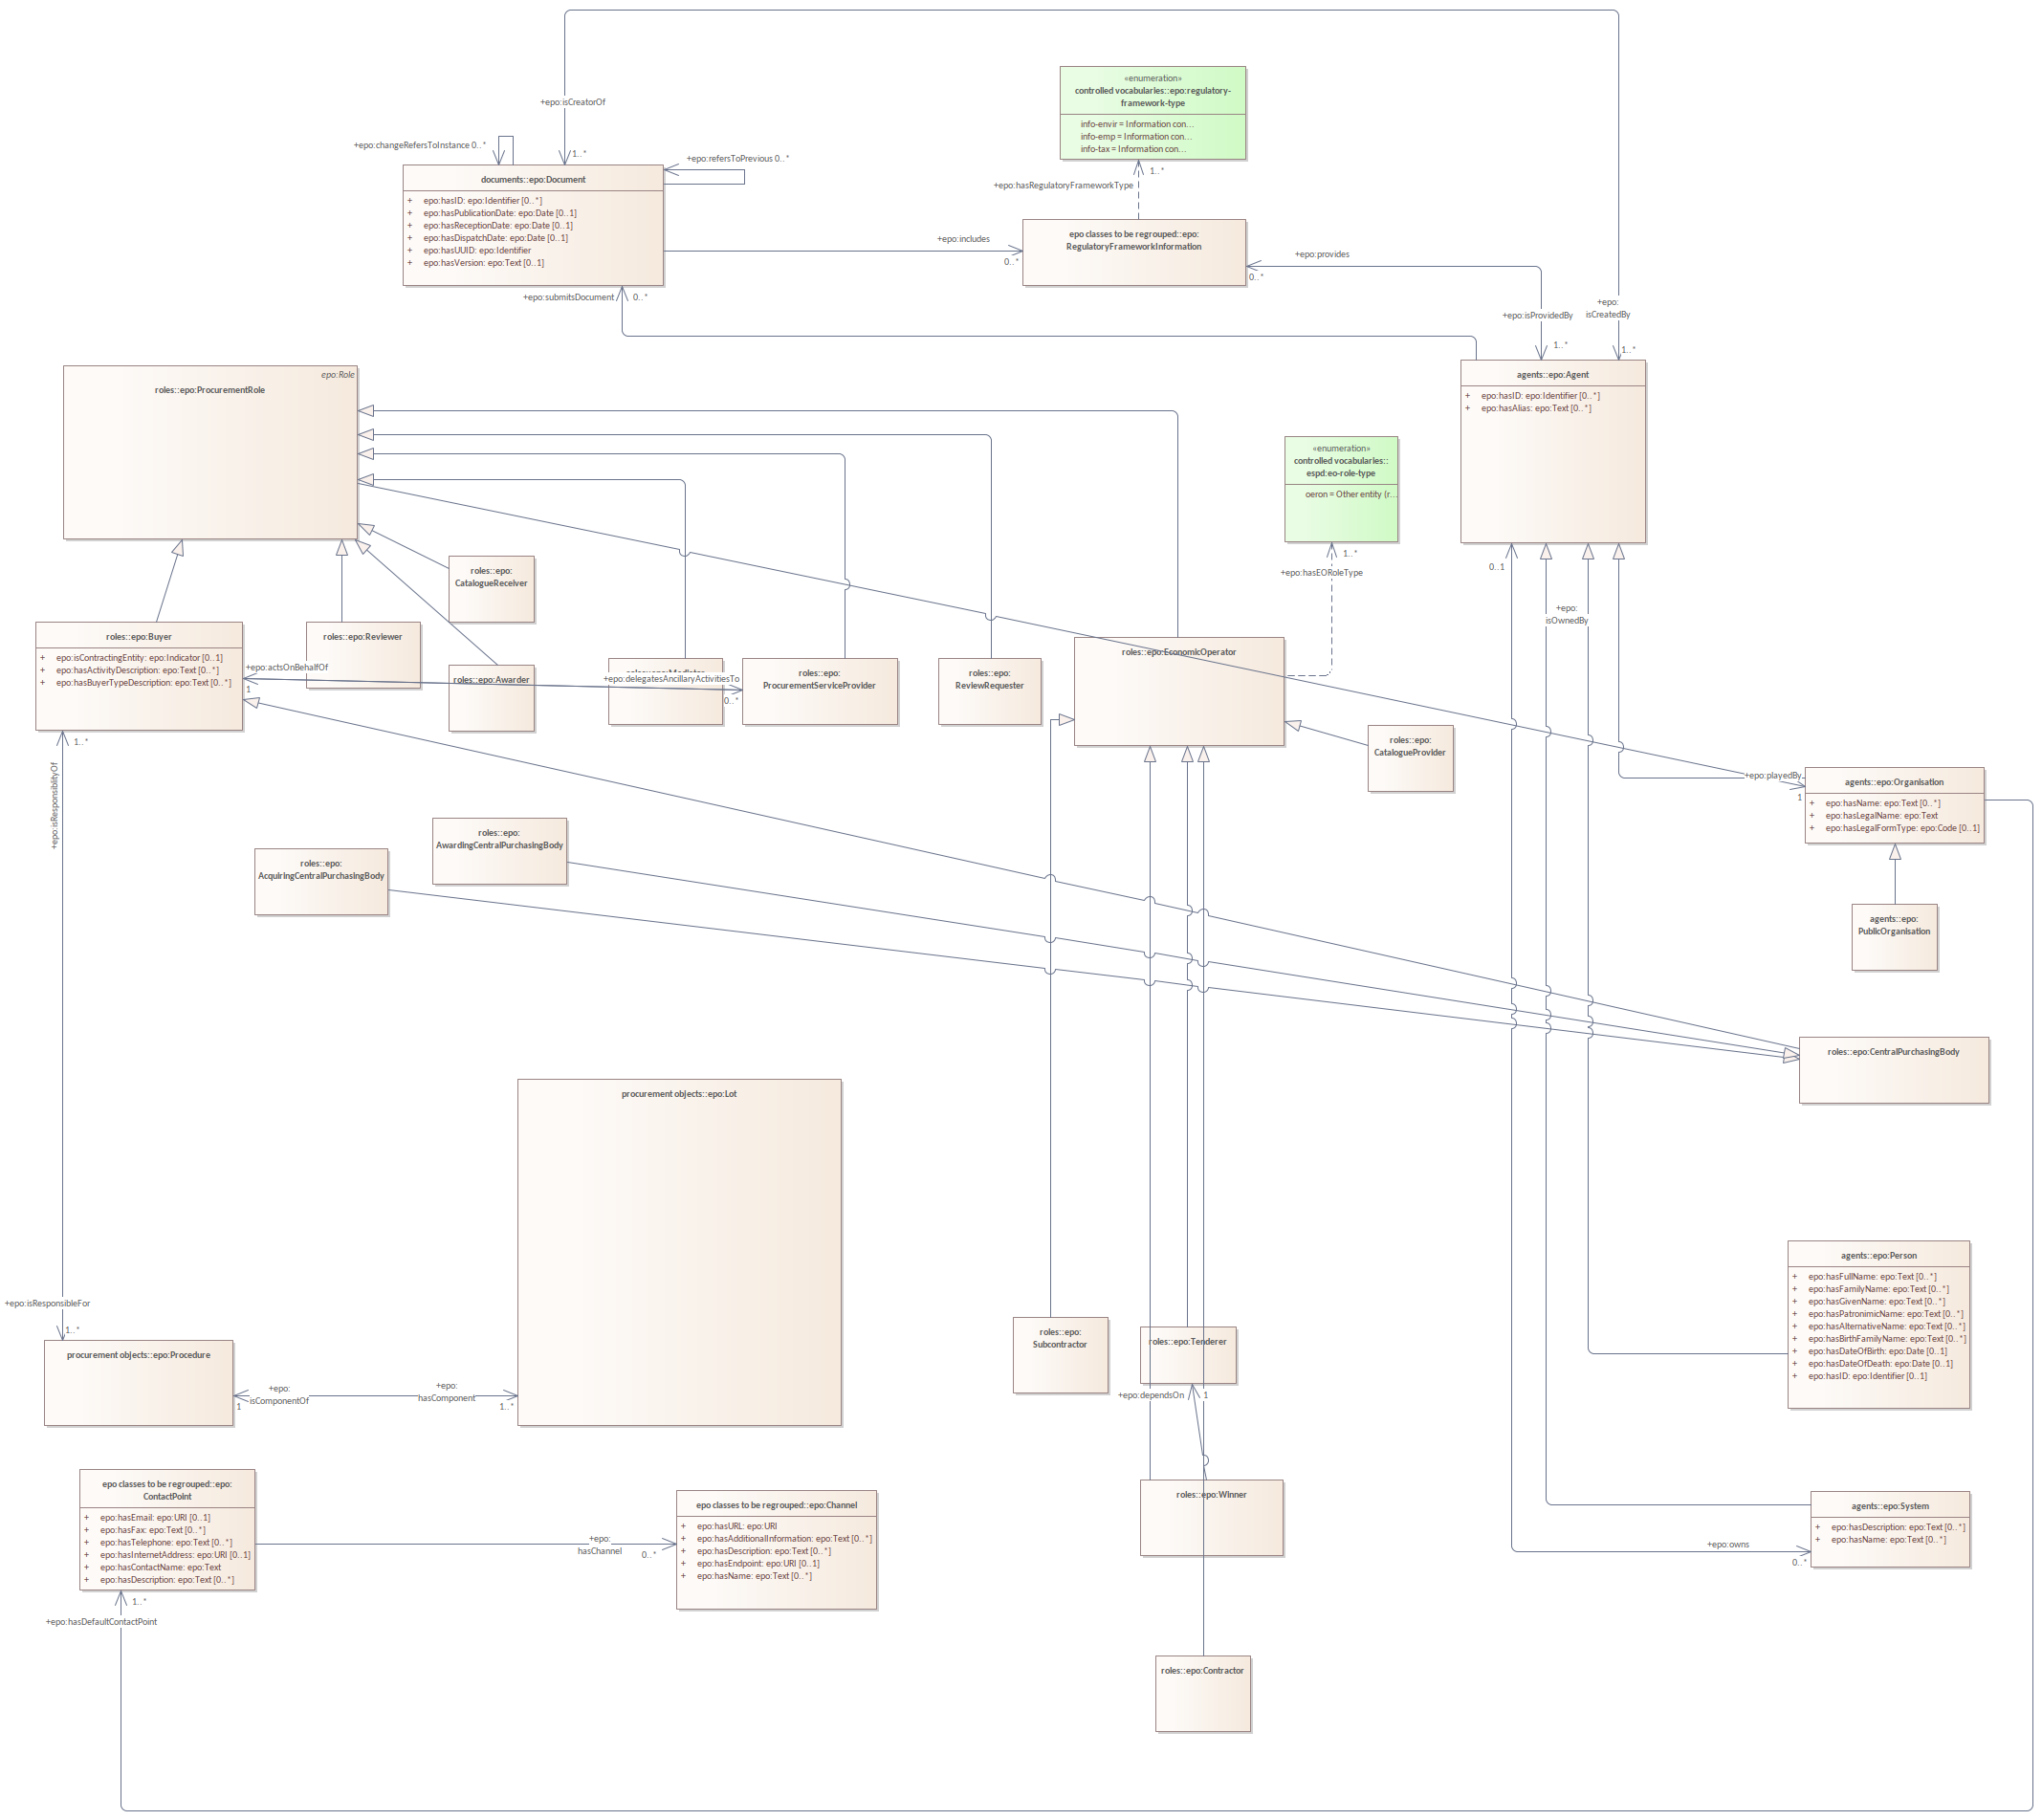 +epo:isCreatorOf
1..*
+epo:changeRefersToInstance 0..*
+epo:refersToPrevious 0..*
documents::epo:Document
+ epo:hasID: epo:Identifier [0..*]
+ epo:hasPublicationDate: epo:Date [0..1]
+ epo:hasReceptionDate: epo:Date [0..1]
+ epo:hasDispatchDate: epo:Date [0..1]
+ epo:hasUUID: epo:Identifier
+ epo:hasVersion: epo:Text [0..1]
«enumeration»
controlled vocabularies::epo:regulatory-
framework-type
info-envir = Information con...
info-emp = Information con...
info-tax = Information con...
1..*
+epo:hasRegulatoryFrameworkType
+epo:includes
0..*
epo classes to be regrouped::epo:
RegulatoryFrameworkInformation
+epo:provides
0..*
+epo:submitsDocument
0..*
+epo:isProvidedBy
1..*
+epo:
isCreatedBy
1..*
epo:Role
roles::epo:ProcurementRole
agents::epo:Agent
+ epo:hasID: epo:Identifier [0..*]
+ epo:hasAlias: epo:Text [0..*]
«enumeration»
controlled vocabularies::
espd:eo-role-type
oeron = Other entity (r...
1..*
+epo:hasEORoleType
0..1
+epo:
isOwnedBy
roles::epo:
CatalogueReceiver
roles::epo:Buyer
+ epo:isContractingEntity: epo:Indicator [0..1]
+ epo:hasActivityDescription: epo:Text [0..*]
+ epo:hasBuyerTypeDescription: epo:Text [0..*]
roles::epo:Reviewer
+epo:actsOnBehalfOf
1
roles::epo:Awarder
+epo:delegatesAncillaryActivitiesTo
0..*
roles::epo:
ProcurementServiceProvider
roles::epo:
ReviewRequester
roles::epo:EconomicOperator
roles::epo:
CatalogueProvider
+epo:playedBy
1
agents::epo:Organisation
+ epo:hasName: epo:Text [0..*]
+ epo:hasLegalName: epo:Text
+ epo:hasLegalFormType: epo:Code [0..1]
1..*
+epo:isResponsiblityOf
roles::epo:
AwardingCentralPurchasingBody
roles::epo:
AcquiringCentralPurchasingBody
agents::epo:
PublicOrganisation
roles::epo:CentralPurchasingBody
procurement objects::epo:Lot
agents::epo:Person
+ epo:hasFullName: epo:Text [0..*]
+ epo:hasFamilyName: epo:Text [0..*]
+ epo:hasGivenName: epo:Text [0..*]
+ epo:hasPatronimicName: epo:Text [0..*]
+ epo:hasAlternativeName: epo:Text [0..*]
+ epo:hasBirthFamilyName: epo:Text [0..*]
+ epo:hasDateOfBirth: epo:Date [0..1]
+ epo:hasDateOfDeath: epo:Date [0..1]
+ epo:hasID: epo:Identifier [0..1]
+epo:isResponsibleFor
1..*
procurement objects::epo:Procedure
+epo:
isComponentOf
1
+epo:
hasComponent
1..*
roles::epo:
Subcontractor
roles::epo:Tenderer
+epo:dependsOn
1
roles::epo:Winner
epo classes to be regrouped::epo:
ContactPoint
+ epo:hasEmail: epo:URI [0..1]
+ epo:hasFax: epo:Text [0..*]
+ epo:hasTelephone: epo:Text [0..*]
+ epo:hasInternetAddress: epo:URI [0..1]
+ epo:hasContactName: epo:Text
+ epo:hasDescription: epo:Text [0..*]
+epo:
hasChannel
0..*
epo classes to be regrouped::epo:Channel
+ epo:hasURL: epo:URI
+ epo:hasAdditionalInformation: epo:Text [0..*]
+ epo:hasDescription: epo:Text [0..*]
+ epo:hasEndpoint: epo:URI [0..1]
+ epo:hasName: epo:Text [0..*]
agents::epo:System
+ epo:hasDescription: epo:Text [0..*]
+ epo:hasName: epo:Text [0..*]
+epo:owns
0..*
1..*
+epo:hasDefaultContactPoint
roles::epo:Contractor